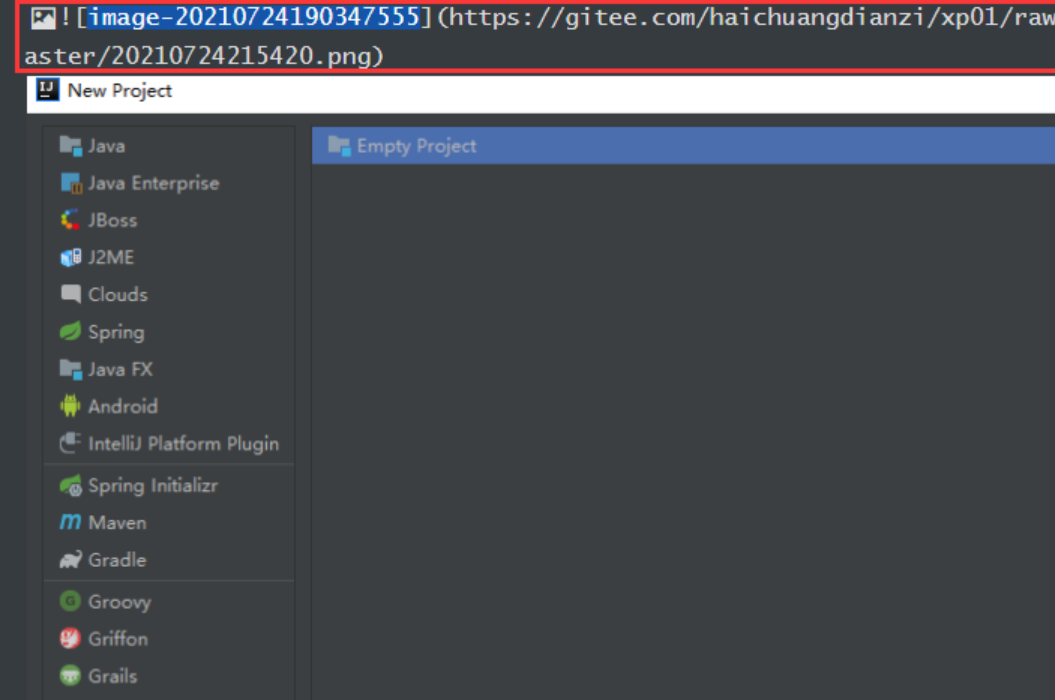 ![image-20210724190347555](https://gitee.com/haichuangdianzi/xp01/raw
aster/20210724215420.png)
New Project
Java
Empty Project
Java Enterprise
JBoss
J2ME
Clouds
Spring
Java FX
Android
IntelliJ Platform Plugin
Spring Initializr
Maven
Gradle
Groovy
Griffon
Grails